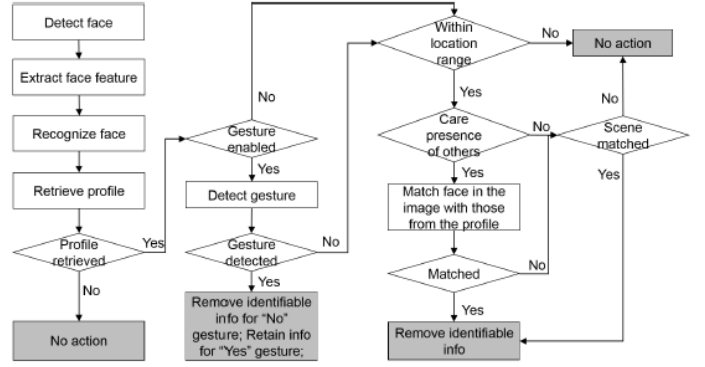 Detect face
Extract face feature
Recognize face
Retrieve profile
Profile
retrieved
Yes
No
No action
No
Gesture
enabled
Yes
Detect gesture
Gesture
detected
No
Yes
Remove identifiable
info for "No"
gesture; Retain info
for "Yes" gesture;
Within
location
range
No
No action
Yes
Care
presence
of others
No
Yes
Match face in the
image with those
from the profile
Matched
No
Yes
Remove identifiable
info
No
Scene
matched
Yes